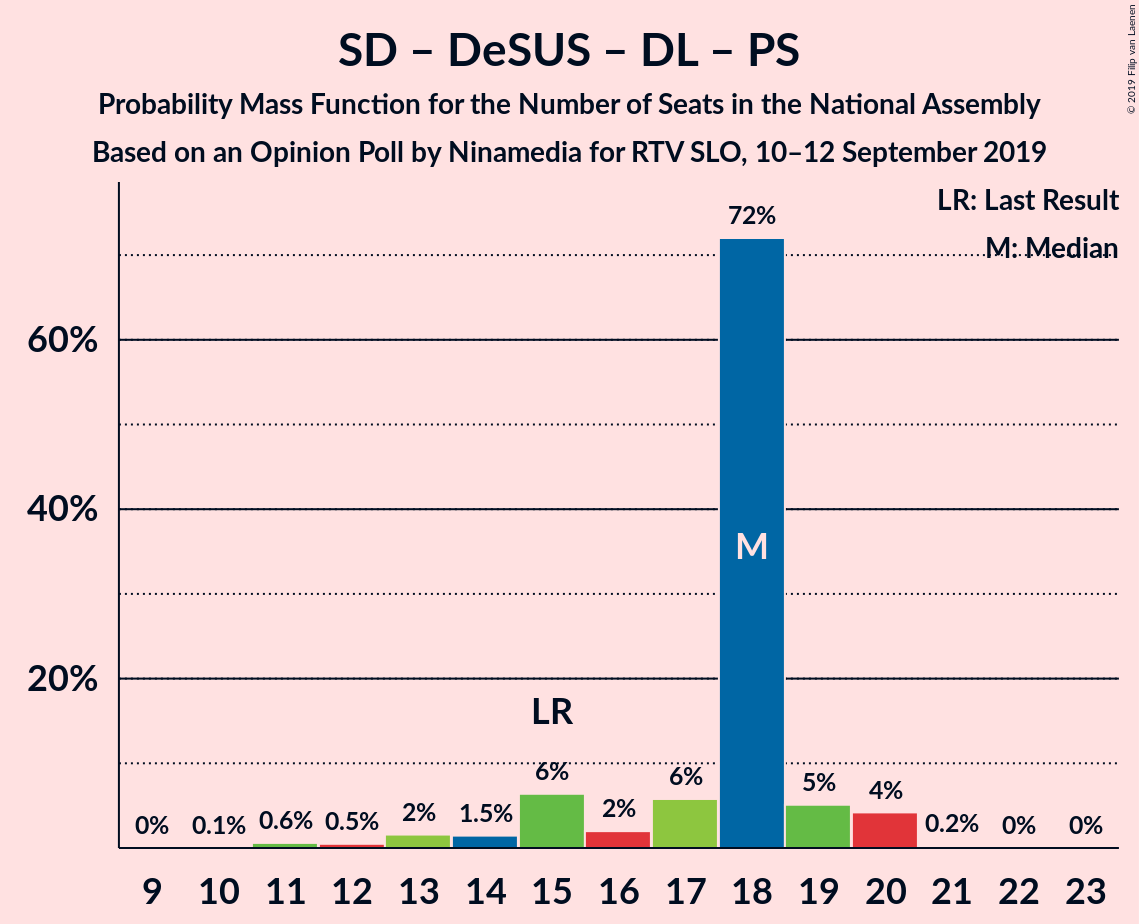 SD – DeSUS – DL – PS
Probability Mass Function for the Number of Seats in the National Assembly
Based on an Opinion Poll by Ninamedia for RTV SLO, 10–12 September 2019
© 2019 Filip van Laenen
LR: Last Result
M: Median
72%
60%
40%
M
20%
LR
0% 0.1% 0.6% 0.5% 2% 1.5% 6% 2% 6% 5% 4% 0.2% 0% 0%
9 10 11 12 13 14 15 16 17 18 19 20 21 22 23